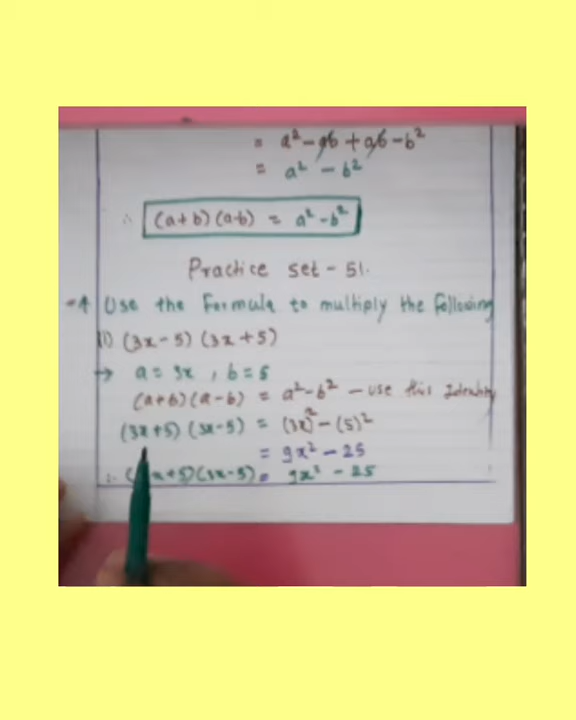 = a² - ab + ab - b²
= a² - b²
∴ (a+b) (a-b) = a² - b²
Practice set - 51.
Use the Formula to multiply the following
(3x-5) (3x+5)
→ a = 3x , b = 5
(a+b) (a-b) = a² - b² - use this Identity
(3x+5) (3x-5) = (3x)² - (5)²
= 9x² - 25
∴ (x+5) (3x-5) = 9x² - 25